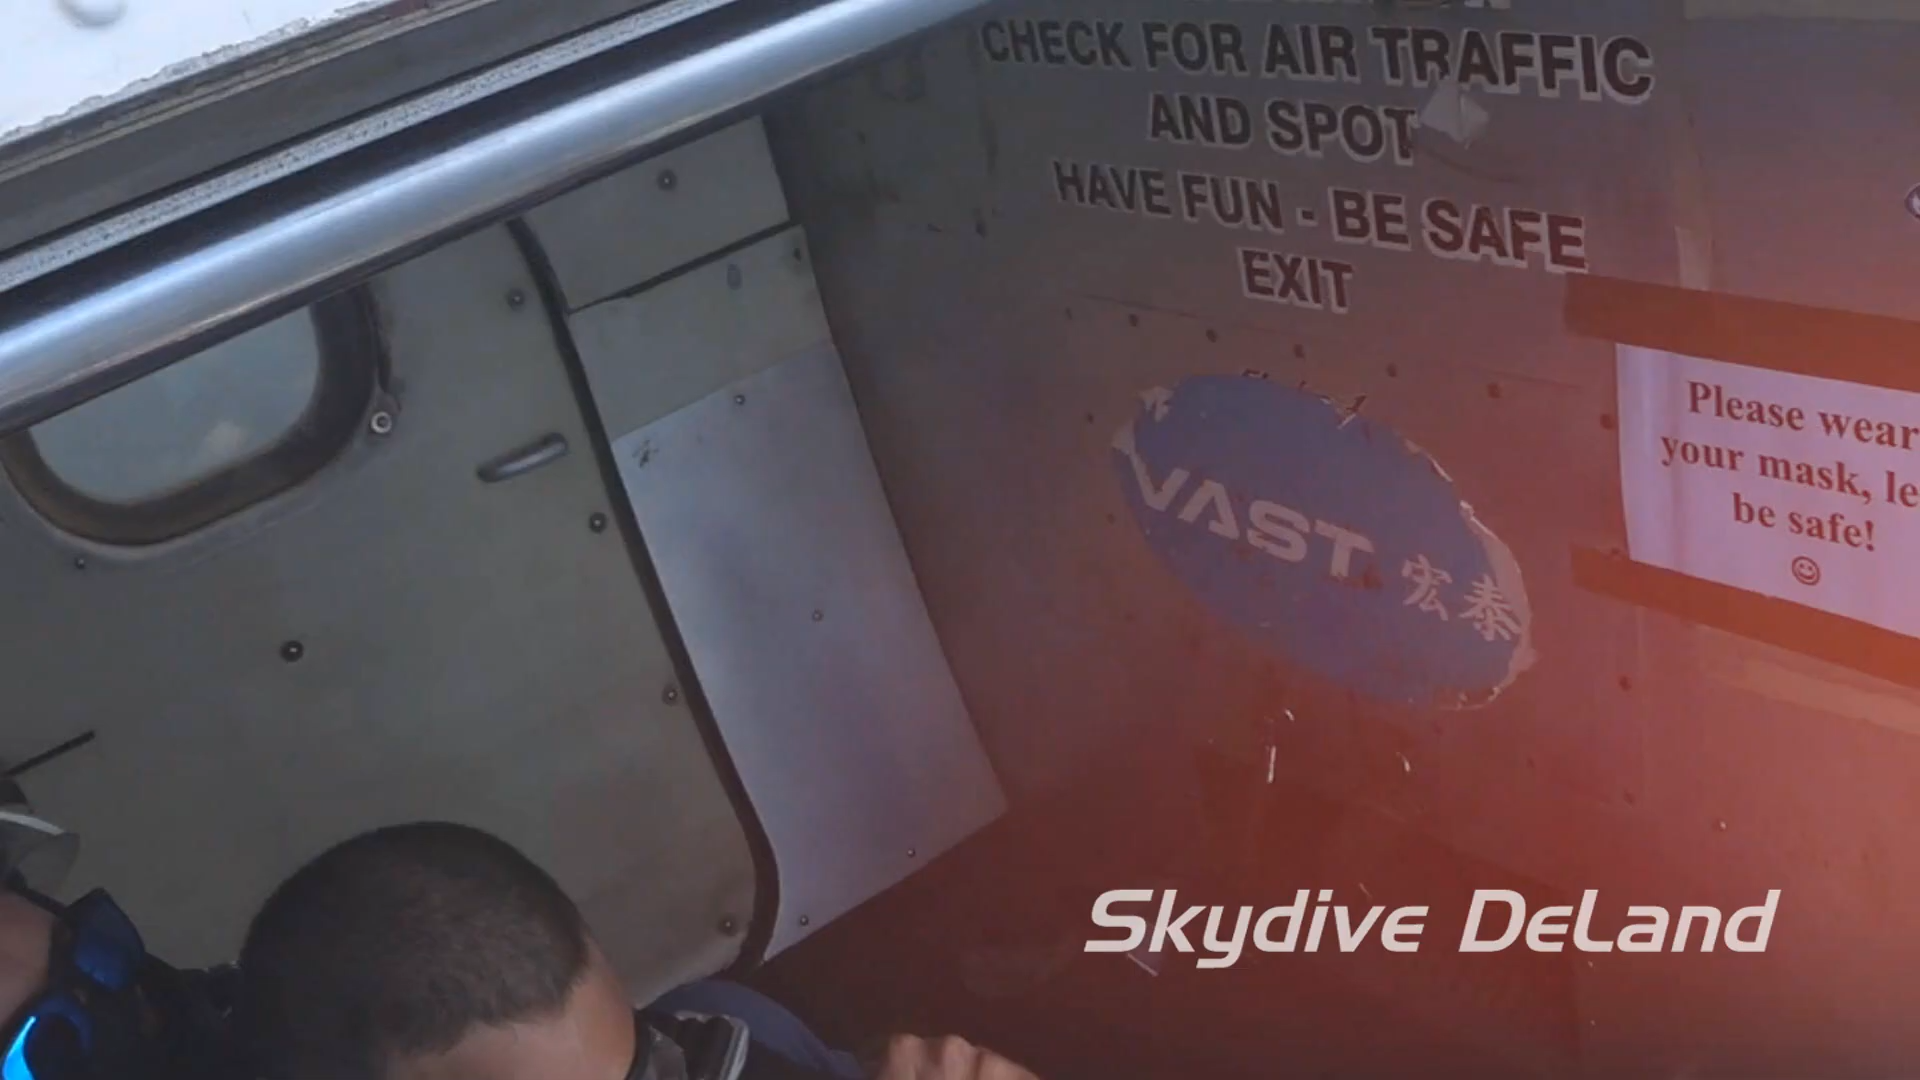 CHECK FOR AIR TRAFFIC
AND SPOT
HAVE FUN - BE SAFE
EXIT
VAST 宏泰
Please wear
your mask, le
be safe!
Skydive DeLand